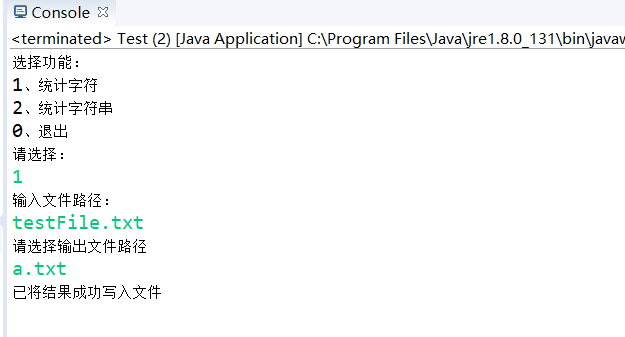 Console
<terminated> Test (2) [Java Application] C:\Program Files\Java\jre1.8.0_131\bin\javaw
选择功能：
1、统计字符
2、统计字符串
0、退出
请选择：
1
输入文件路径：
testFile.txt
请选择输出文件路径
a.txt
已将结果成功写入文件